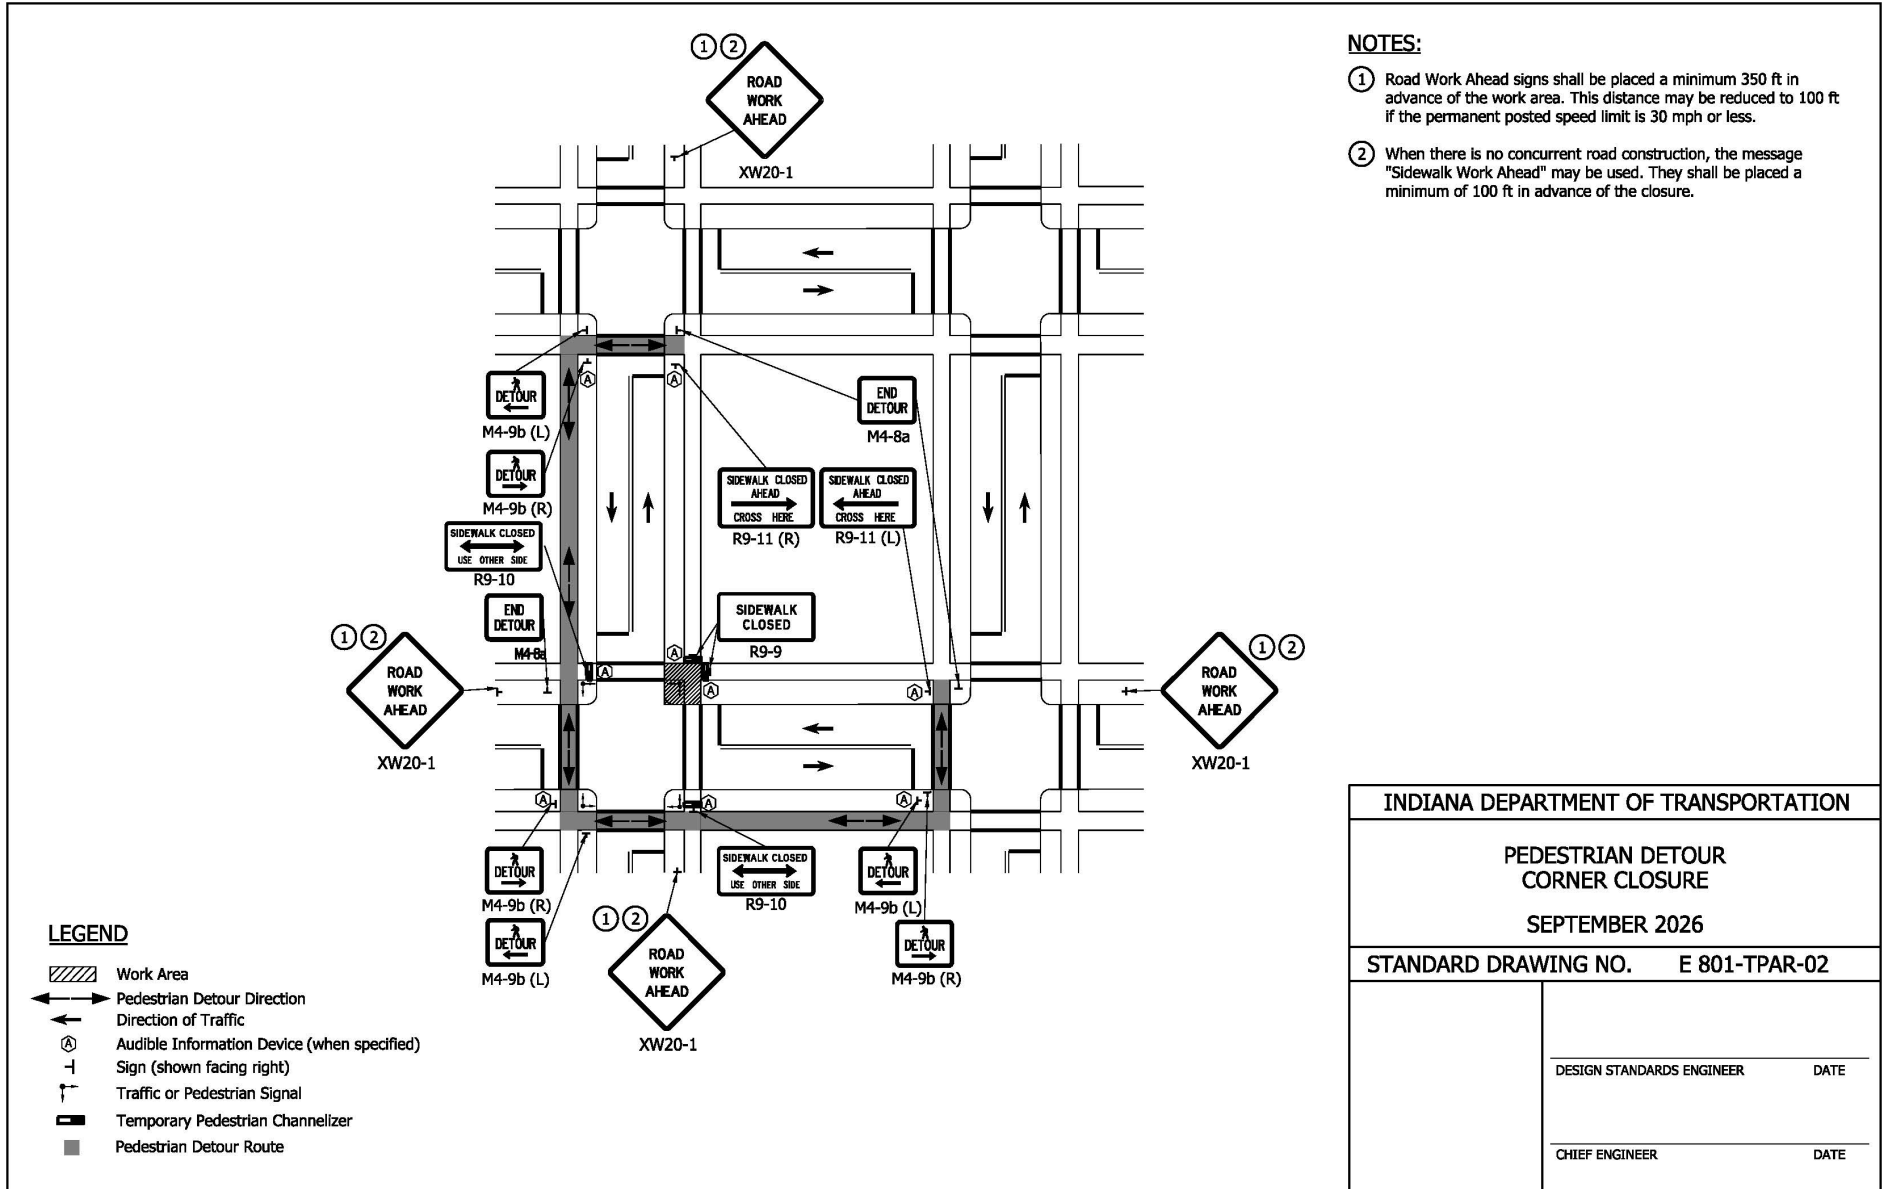 ① ②
ROAD
WORK
AHEAD
XW20-1
NOTES:
① Road Work Ahead signs shall be placed a minimum 350 ft in
advance of the work area. This distance may be reduced to 100 ft
if the permanent posted speed limit is 30 mph or less.
② When there is no concurrent road construction, the message
"Sidewalk Work Ahead" may be used. They shall be placed a
minimum of 100 ft in advance of the closure.
A
A
DETOUR
M4-9b (L)
END
DETOUR
M4-8a
DETOUR
M4-9b (R)
SIDEWALK CLOSED
AHEAD
CROSS HERE
R9-11 (R)
SIDEWALK CLOSED
AHEAD
CROSS HERE
R9-11 (L)
SIDEWALK CLOSED
USE OTHER SIDE
R9-10
END
DETOUR
M4-8a
SIDEWALK
CLOSED
R9-9
A
A
A
A
① ②
ROAD
WORK
AHEAD
XW20-1
① ②
ROAD
WORK
AHEAD
XW20-1
A
A
A
DETOUR
M4-9b (R)
SIDEWALK CLOSED
USE OTHER SIDE
R9-10
DETOUR
M4-9b (L)
DETOUR
M4-9b (L)
DETOUR
M4-9b (R)
① ②
ROAD
WORK
AHEAD
XW20-1
LEGEND
Work Area
Pedestrian Detour Direction
Direction of Traffic
A Audible Information Device (when specified)
Sign (shown facing right)
Traffic or Pedestrian Signal
Temporary Pedestrian Channelizer
Pedestrian Detour Route
INDIANA DEPARTMENT OF TRANSPORTATION
PEDESTRIAN DETOUR
CORNER CLOSURE
SEPTEMBER 2026
STANDARD DRAWING NO. E 801-TPAR-02
DESIGN STANDARDS ENGINEER DATE
CHIEF ENGINEER DATE